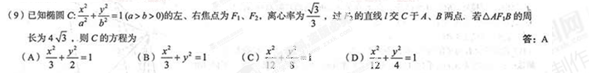 (9) 已知椭圆 C: x²/a² + y²/b² = 1 (a > b > 0) 的左、右焦点为 F₁、F₂, 离心率为 √3/3, 过 F₂ 的直线 l 交 C 于 A、B 两点. 若 △AF₁B 的周
长为 4√3, 则 C 的方程为 答: A
(A) x²/3 + y²/2 = 1 (B) x²/3 + y² = 1 (C) x²/12 + y²/8 = 1 (D) x²/12 + y²/4 = 1